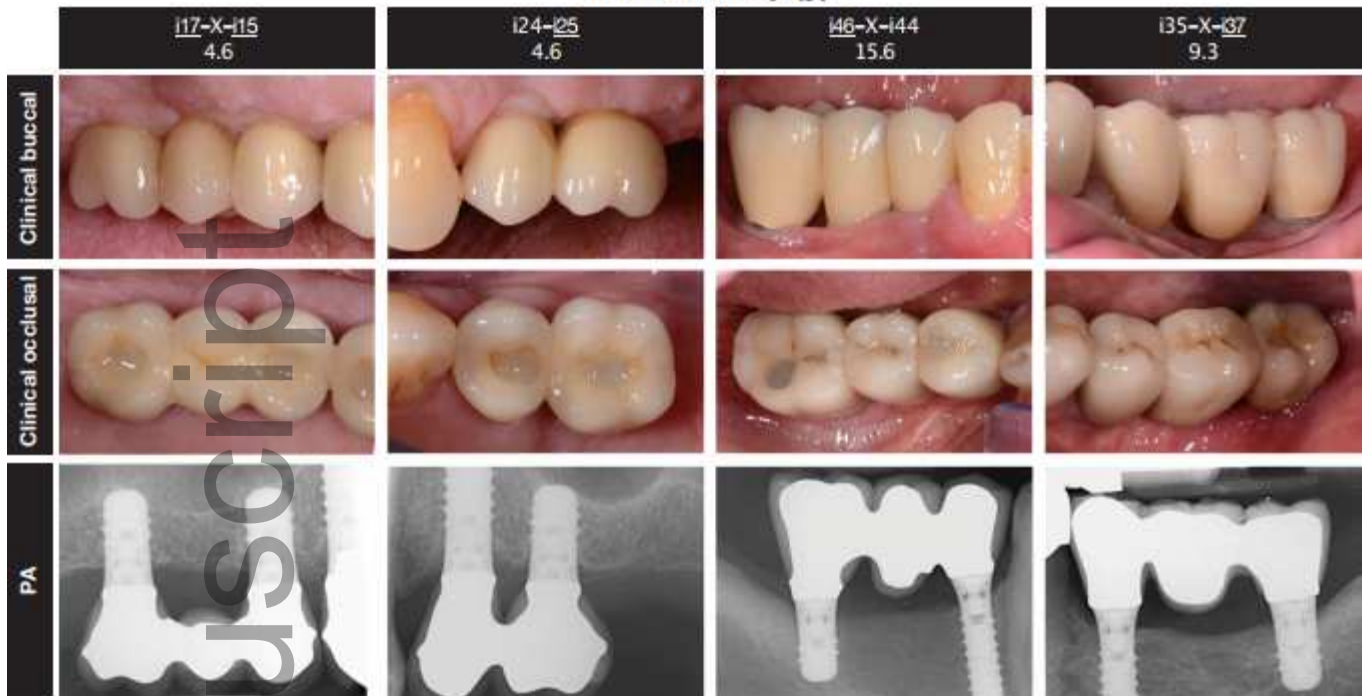 i17-X-i15
4.6
i24-i25
4.6
i46-X-i44
15.6
i35-X-i37
9.3
Clinical buccal
Clinical occlusal
PA
uscript